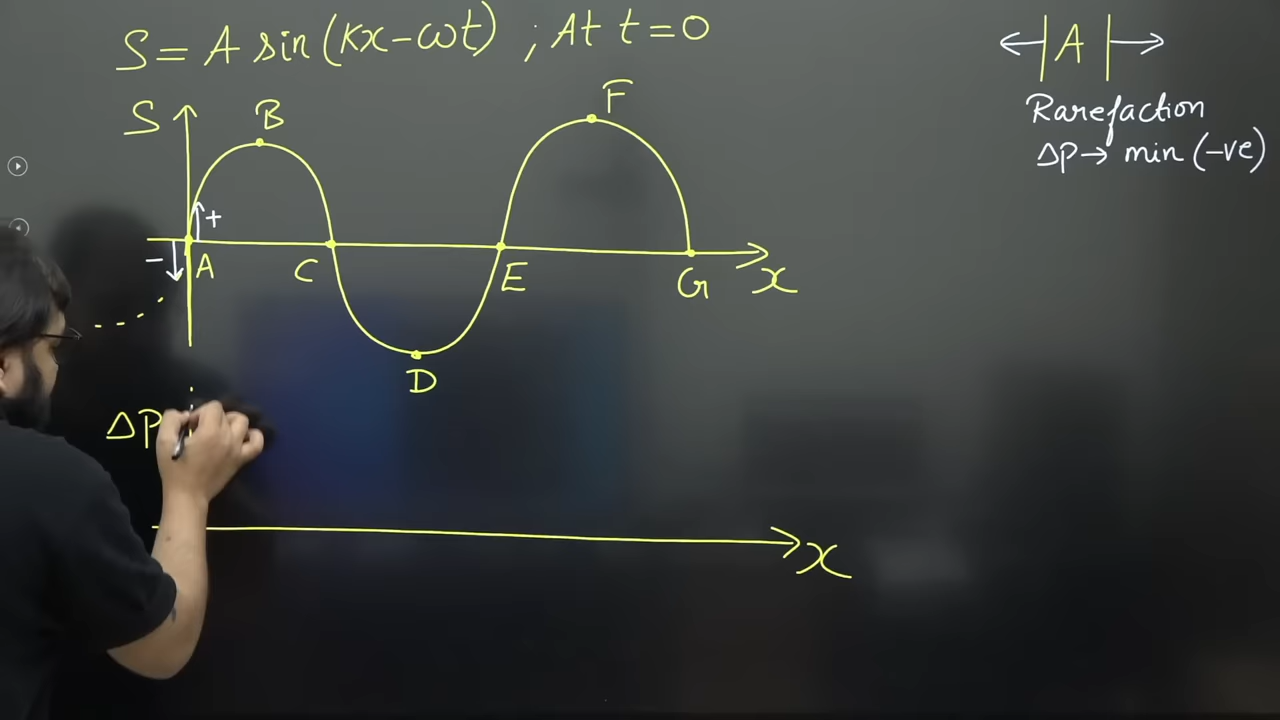 S = A sin (Kx - ωt) ; At t = 0
A
Rarefaction
ΔP → min (-ve)
S
B
F
+
-
A
C
E
G
x
D
ΔP
x